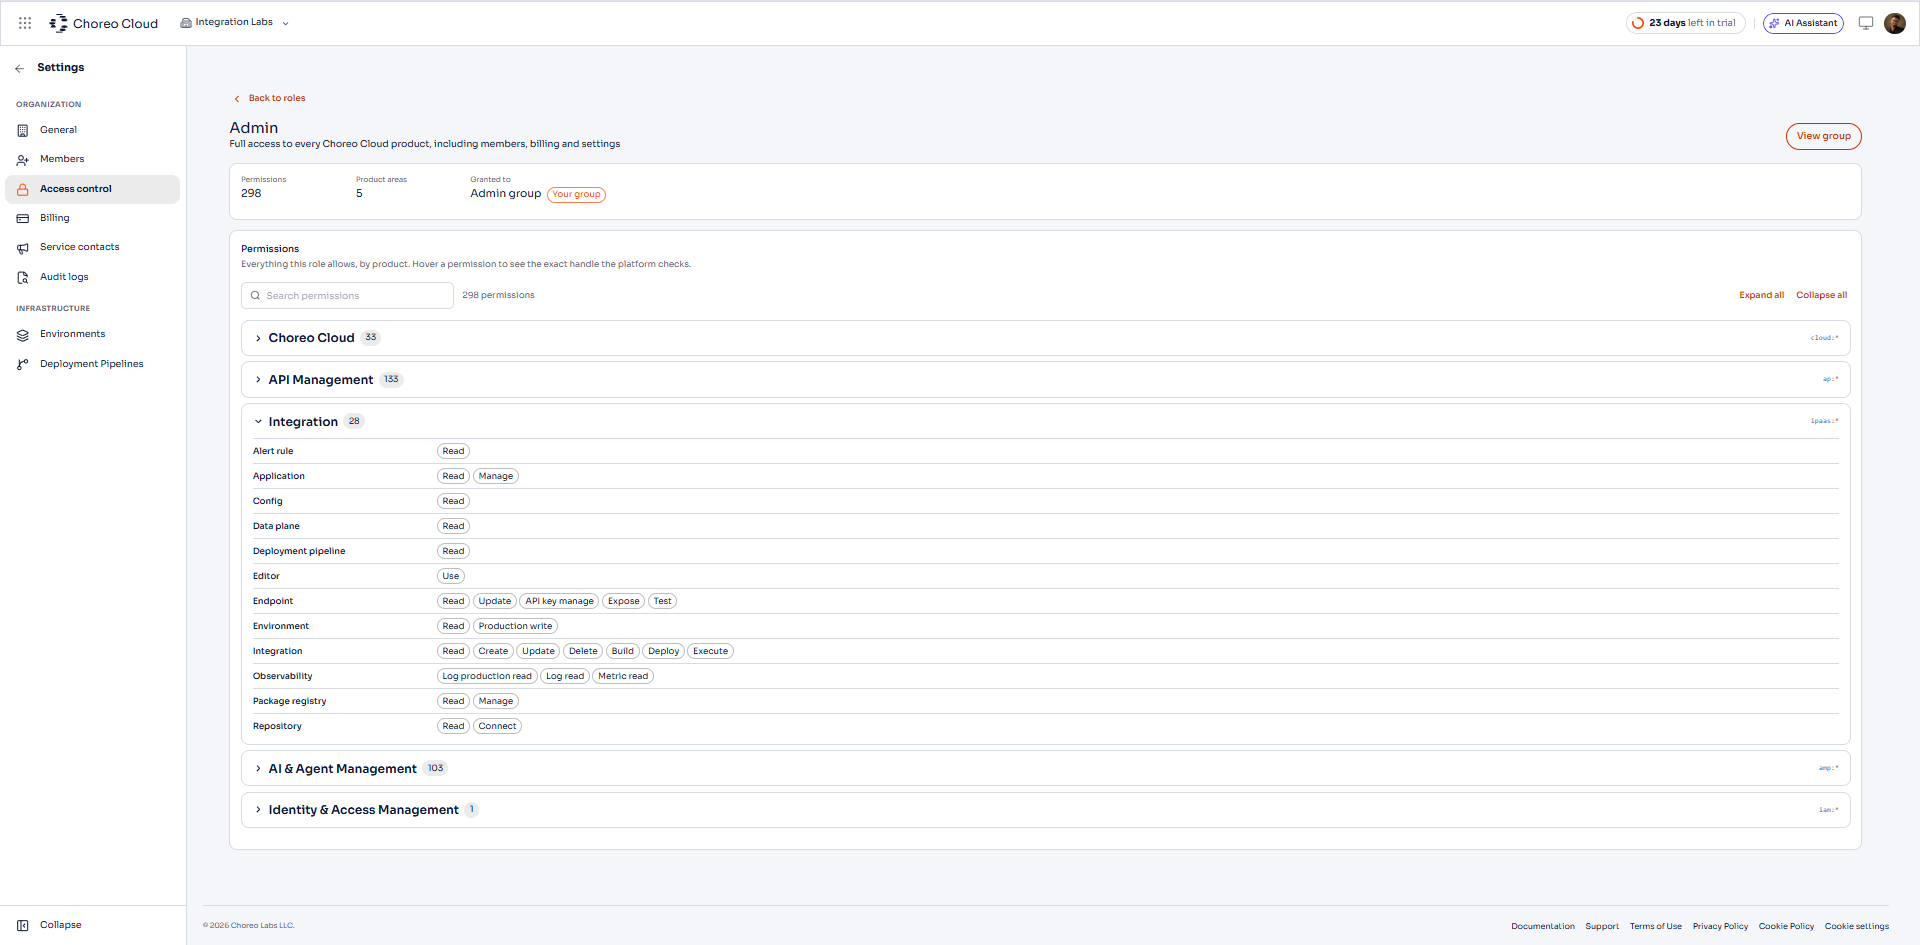 Choreo Cloud
Integration Labs
23 days left in trial
AI Assistant
Settings
ORGANIZATION
General
Members
Access control
Billing
Service contacts
Audit logs
INFRASTRUCTURE
Environments
Deployment Pipelines
Collapse
Back to roles
Admin
Full access to every Choreo Cloud product, including members, billing and settings
View group
Permissions
298
Product areas
5
Granted to
Admin group Your group
Permissions
Everything this role allows, by product. Hover a permission to see the exact handle the platform checks.
Search permissions
298 permissions
Expand all Collapse all
Choreo Cloud 33 cloud:*
API Management 133 ap:*
Integration 28 ipaas:*
Alert rule Read
Application Read Manage
Config Read
Data plane Read
Deployment pipeline Read
Editor Use
Endpoint Read Update API key manage Expose Test
Environment Read Production write
Integration Read Create Update Delete Build Deploy Execute
Observability Log production read Log read Metric read
Package registry Read Manage
Repository Read Connect
AI & Agent Management 103 amp:*
Identity & Access Management 1 iam:*
© 2026 Choreo Labs LLC.
Documentation Support Terms of Use Privacy Policy Cookie Policy Cookie settings